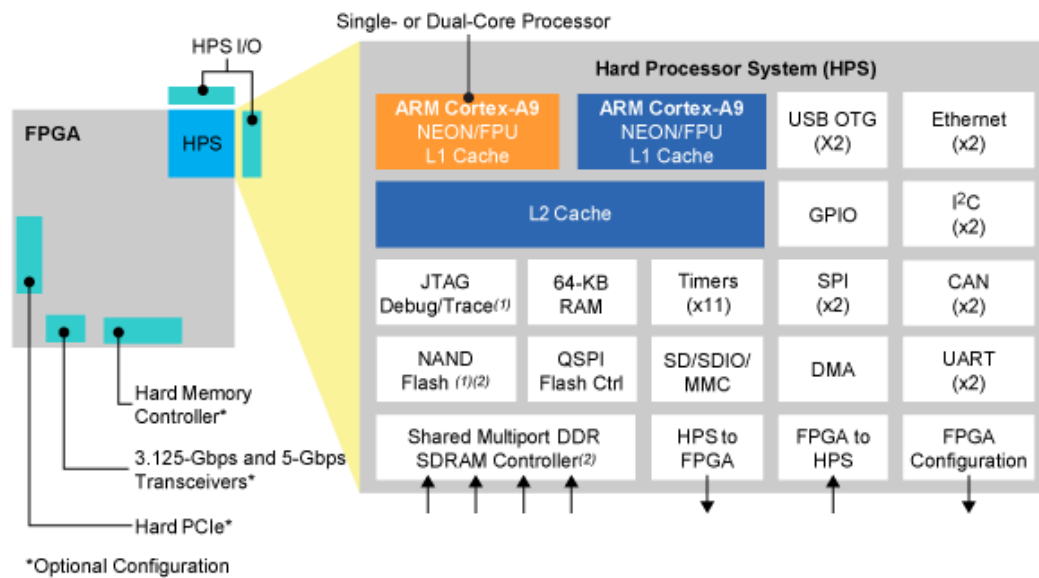 Single- or Dual-Core Processor
HPS I/O
FPGA
HPS
Hard Memory
Controller*
3.125-Gbps and 5-Gbps
Transceivers*
Hard PCIe*
*Optional Configuration
Hard Processor System (HPS)
ARM Cortex-A9
NEON/FPU
L1 Cache
ARM Cortex-A9
NEON/FPU
L1 Cache
USB OTG
(X2)
Ethernet
(x2)
L2 Cache
GPIO
I²C
(x2)
JTAG
Debug/Trace(1)
64-KB
RAM
Timers
(x11)
SPI
(x2)
CAN
(x2)
NAND
Flash (1)(2)
QSPI
Flash Ctrl
SD/SDIO/
MMC
DMA
UART
(x2)
Shared Multiport DDR
SDRAM Controller(2)
HPS to
FPGA
FPGA to
HPS
FPGA
Configuration